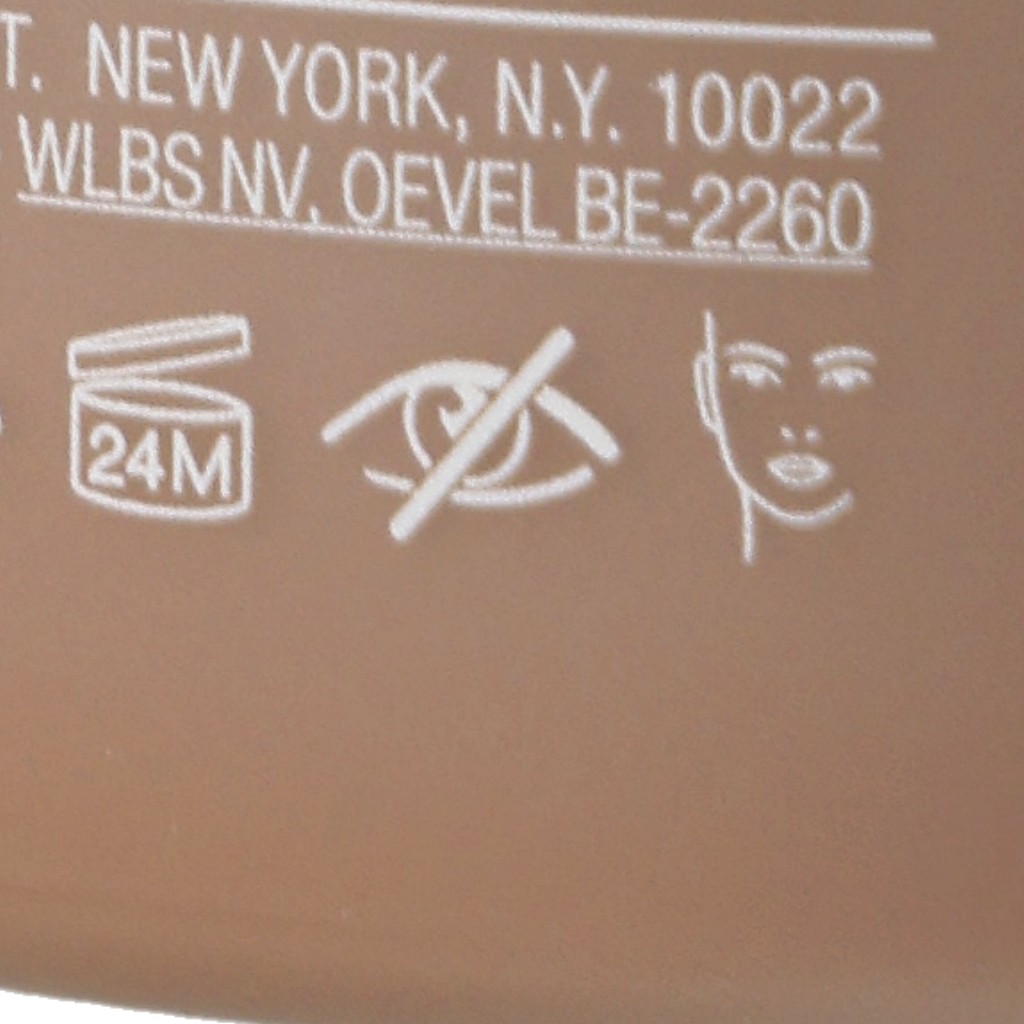 T. NEW YORK, N.Y. 10022
WLBS NV. OEVEL BE-2260
24M